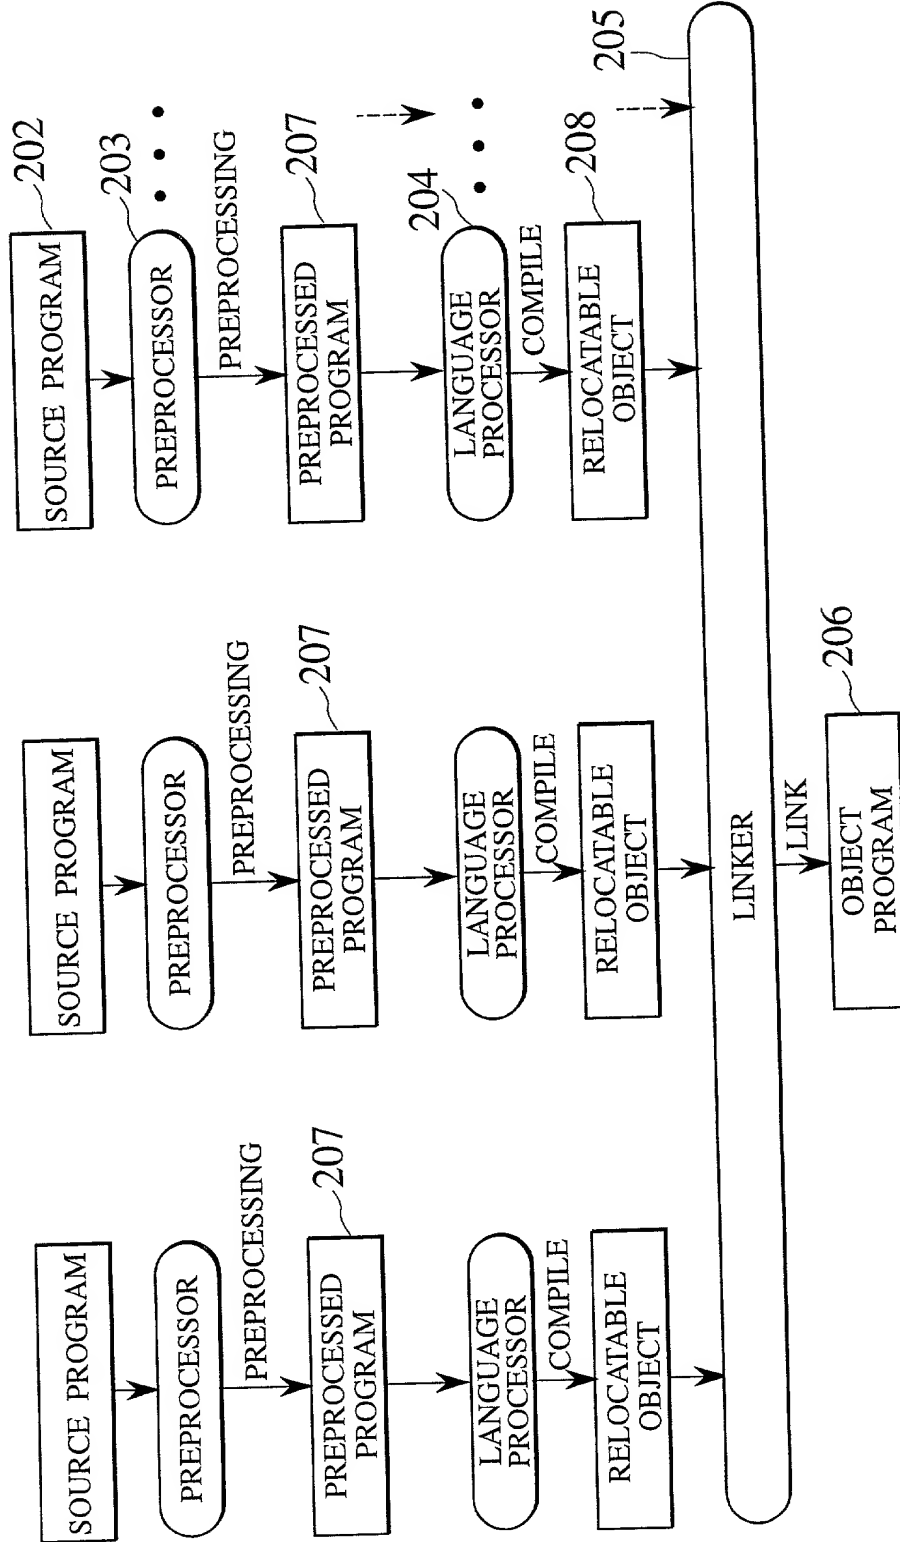 SOURCE PROGRAM
PREPROCESSOR
PREPROCESSING
PREPROCESSED
PROGRAM
207
LANGUAGE
PROCESSOR
COMPILE
RELOCATABLE
OBJECT
SOURCE PROGRAM
PREPROCESSOR
PREPROCESSING
PREPROCESSED
PROGRAM
207
LANGUAGE
PROCESSOR
COMPILE
RELOCATABLE
OBJECT
SOURCE PROGRAM
202
PREPROCESSOR
203
PREPROCESSING
PREPROCESSED
PROGRAM
207
LANGUAGE
PROCESSOR
204
COMPILE
RELOCATABLE
OBJECT
208
LINKER
205
LINK
OBJECT
PROGRAM
206